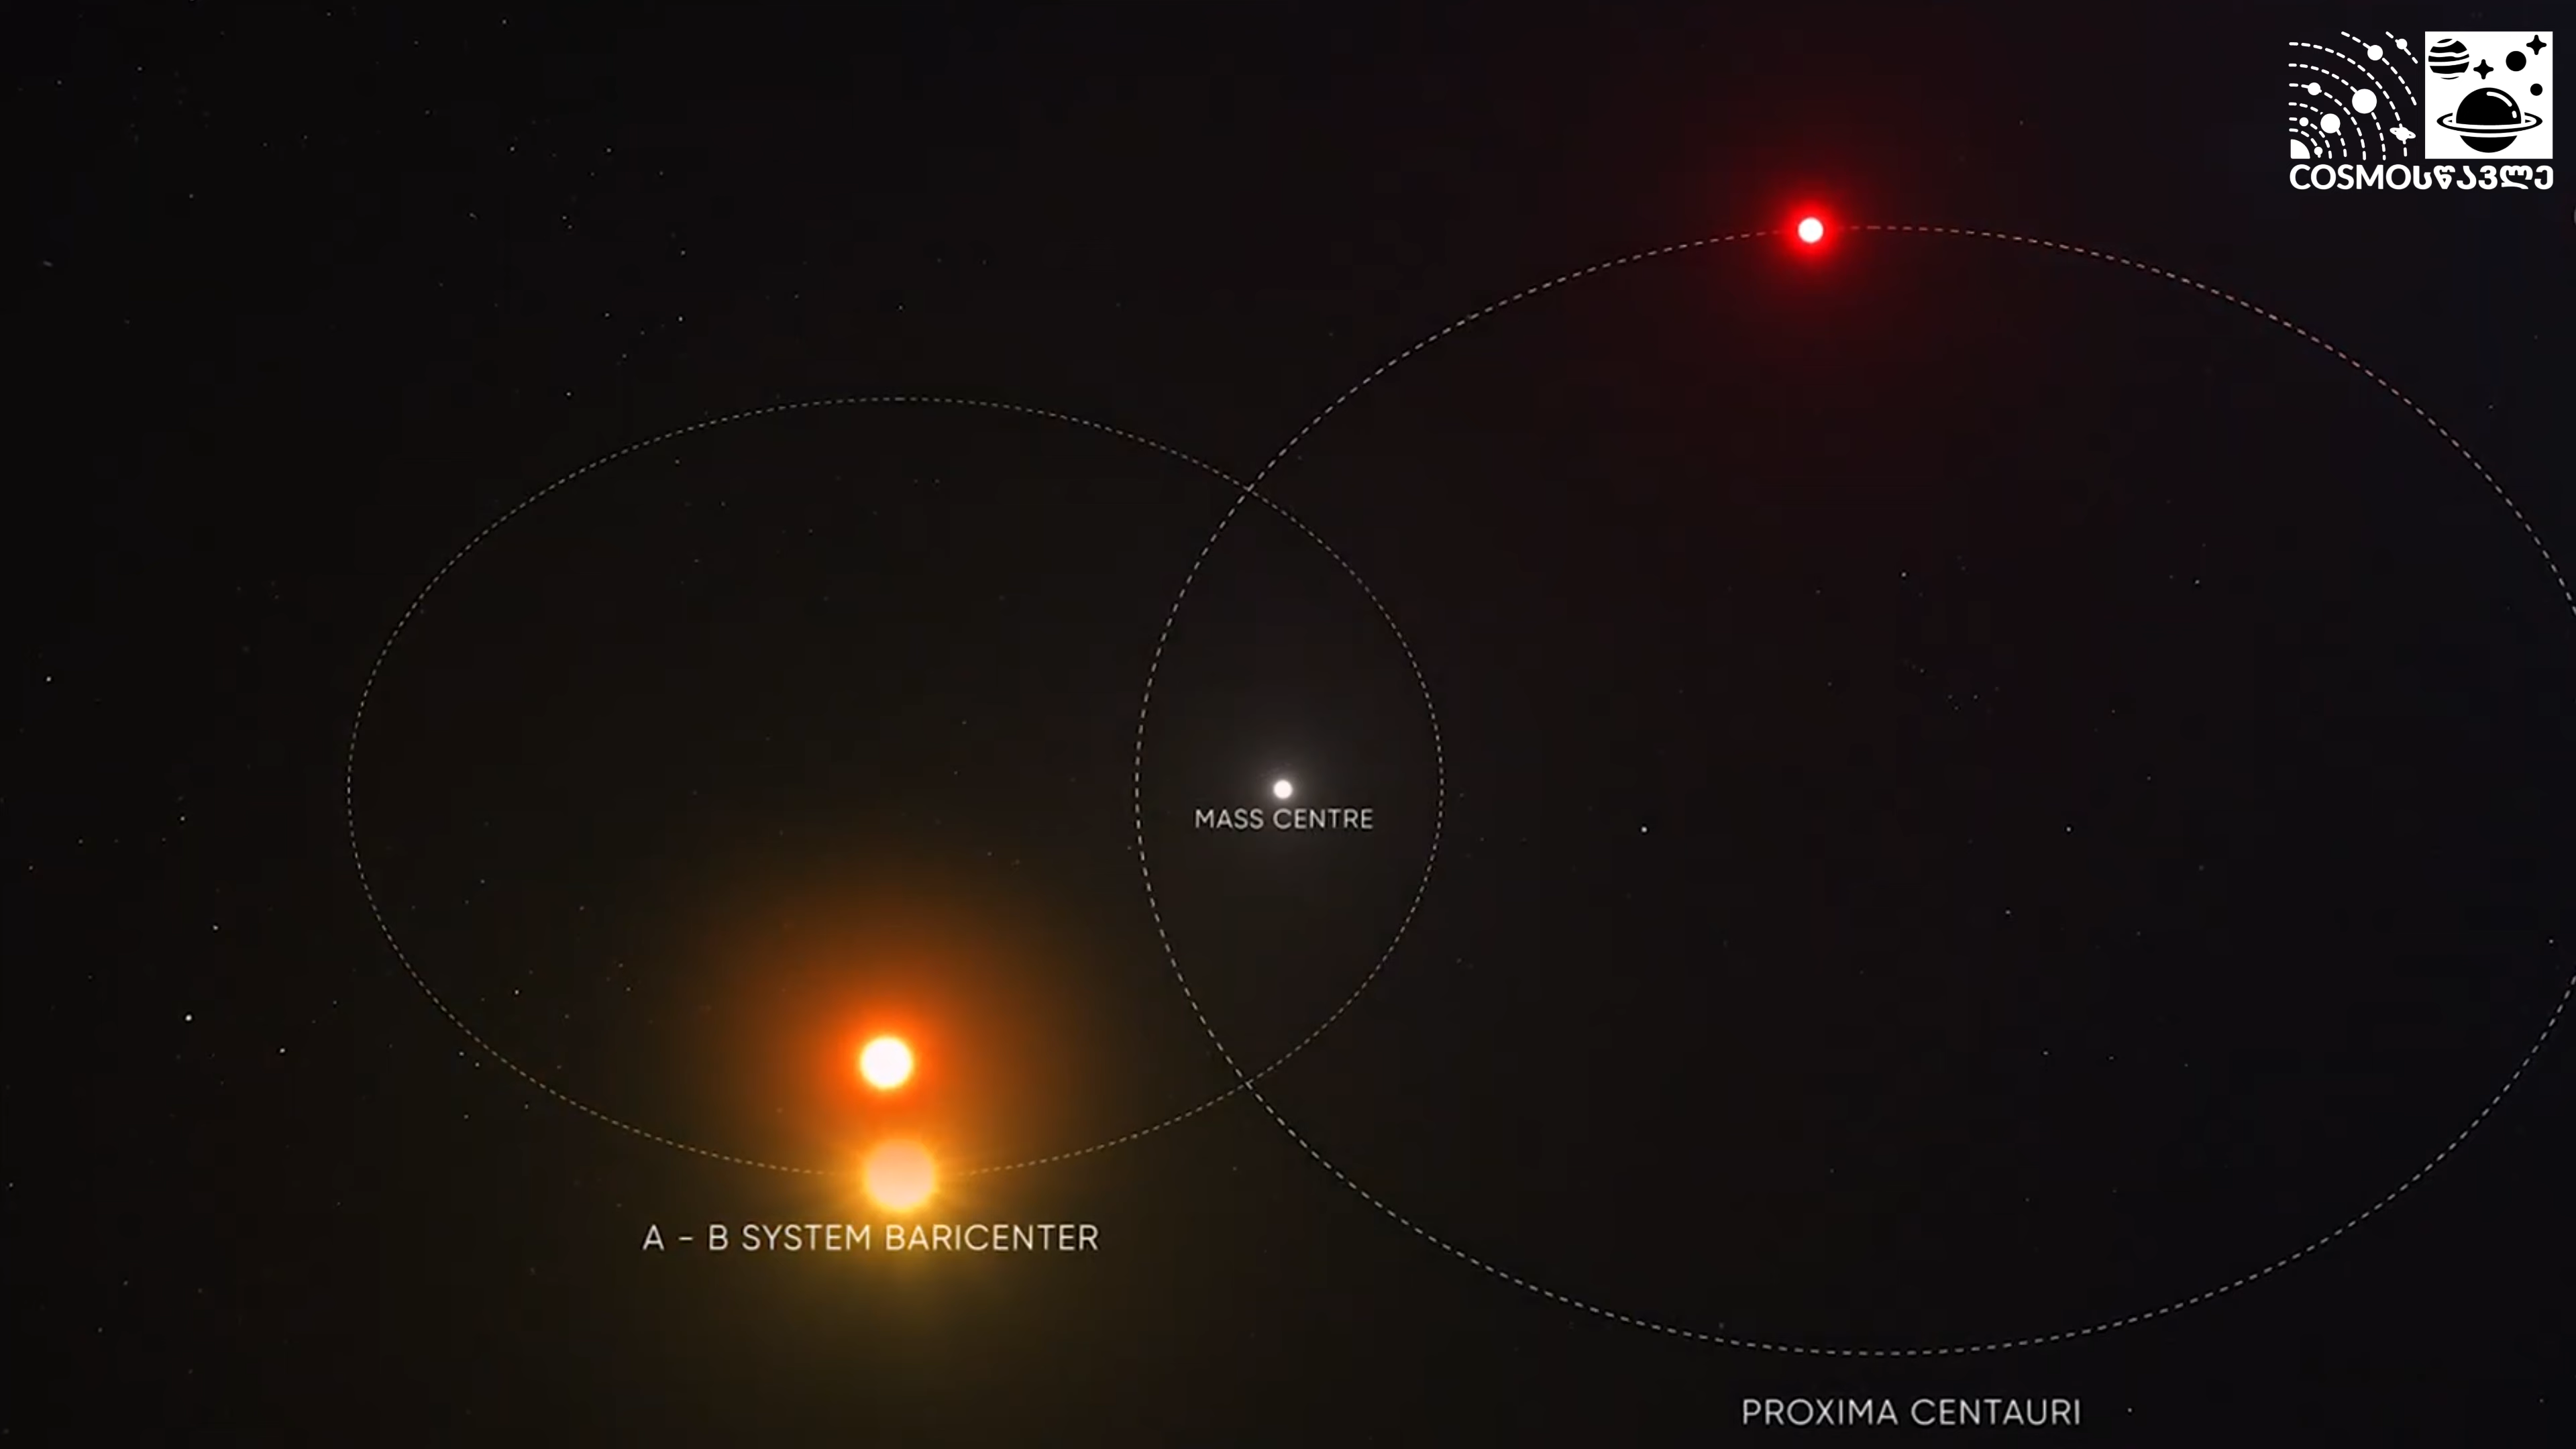 COSMOსწავლე
MASS CENTRE
A – B SYSTEM BARICENTER
PROXIMA CENTAURI